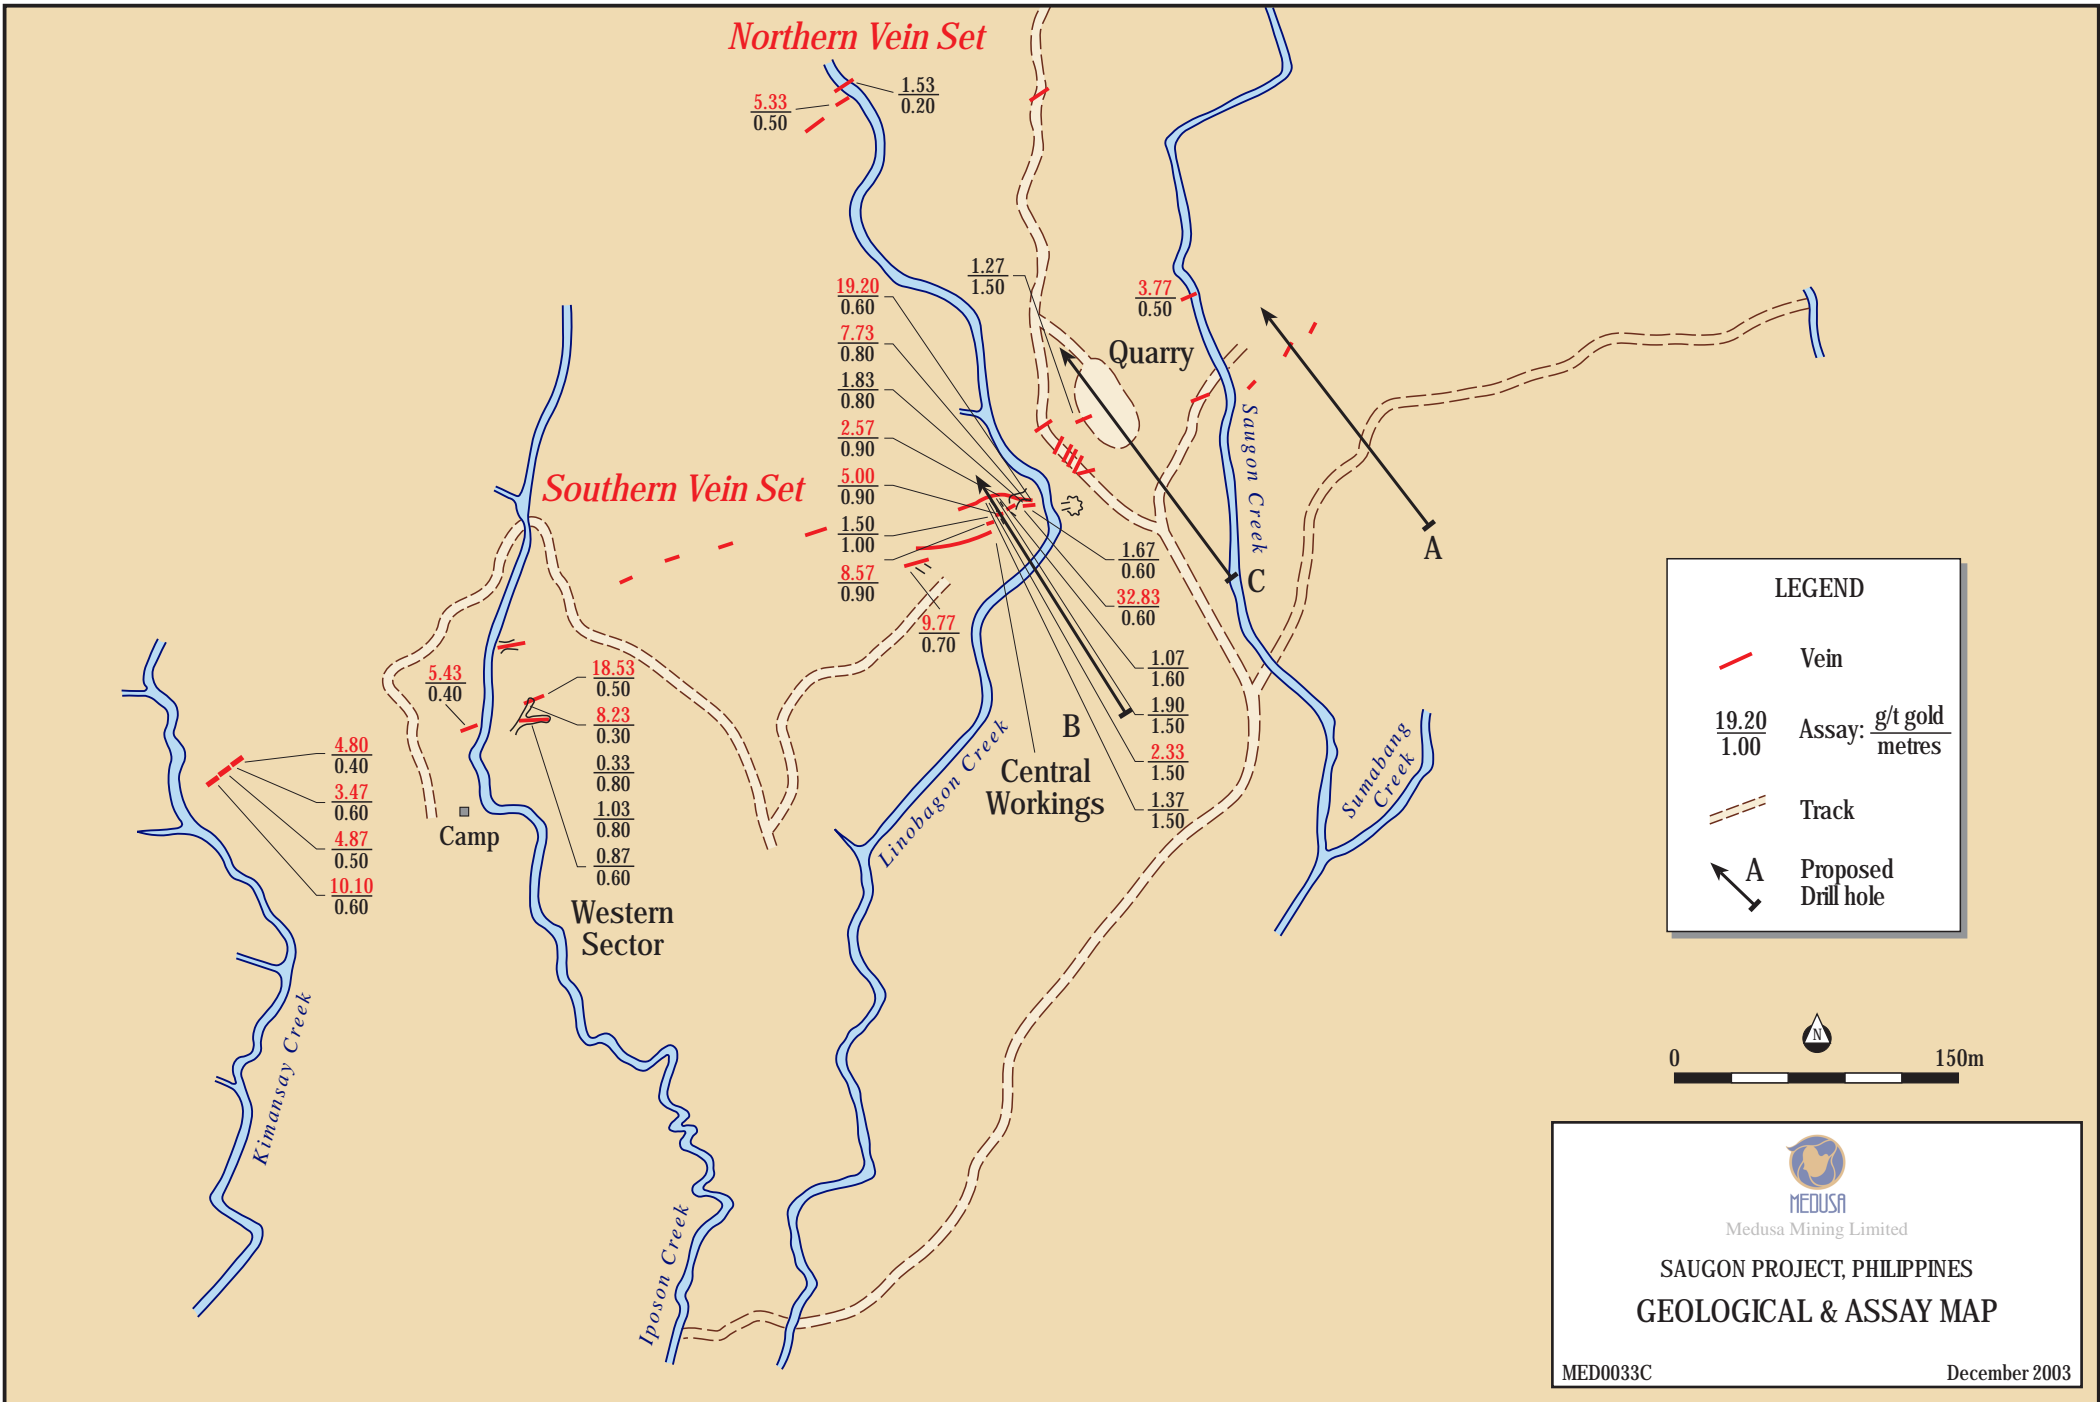 Northern Vein Set
1.53
0.20
5.33
0.50
1.27
1.50
3.77
0.50
Quarry
19.20
0.60
7.73
0.80
1.83
0.80
2.57
0.90
5.00
0.90
1.50
1.00
8.57
0.90
Southern Vein Set
9.77
0.70
1.67
0.60
32.83
0.60
1.07
1.60
1.90
1.50
2.33
1.50
1.37
1.50
A
B
C
Central
Workings
Saugon Creek
Sumabang
Creek
Linobagon Creek
5.43
0.40
18.53
0.50
8.23
0.30
0.33
0.80
1.03
0.80
0.87
0.60
Camp
Western
Sector
4.80
0.40
3.47
0.60
4.87
0.50
10.10
0.60
Kimansay Creek
Iposon Creek
LEGEND
Vein
19.20
1.00
Assay: g/t gold
metres
Track
A
Proposed
Drill hole
N
0 150m
MEDUSA
Medusa Mining Limited
SAUGON PROJECT, PHILIPPINES
GEOLOGICAL & ASSAY MAP
MED0033C December 2003